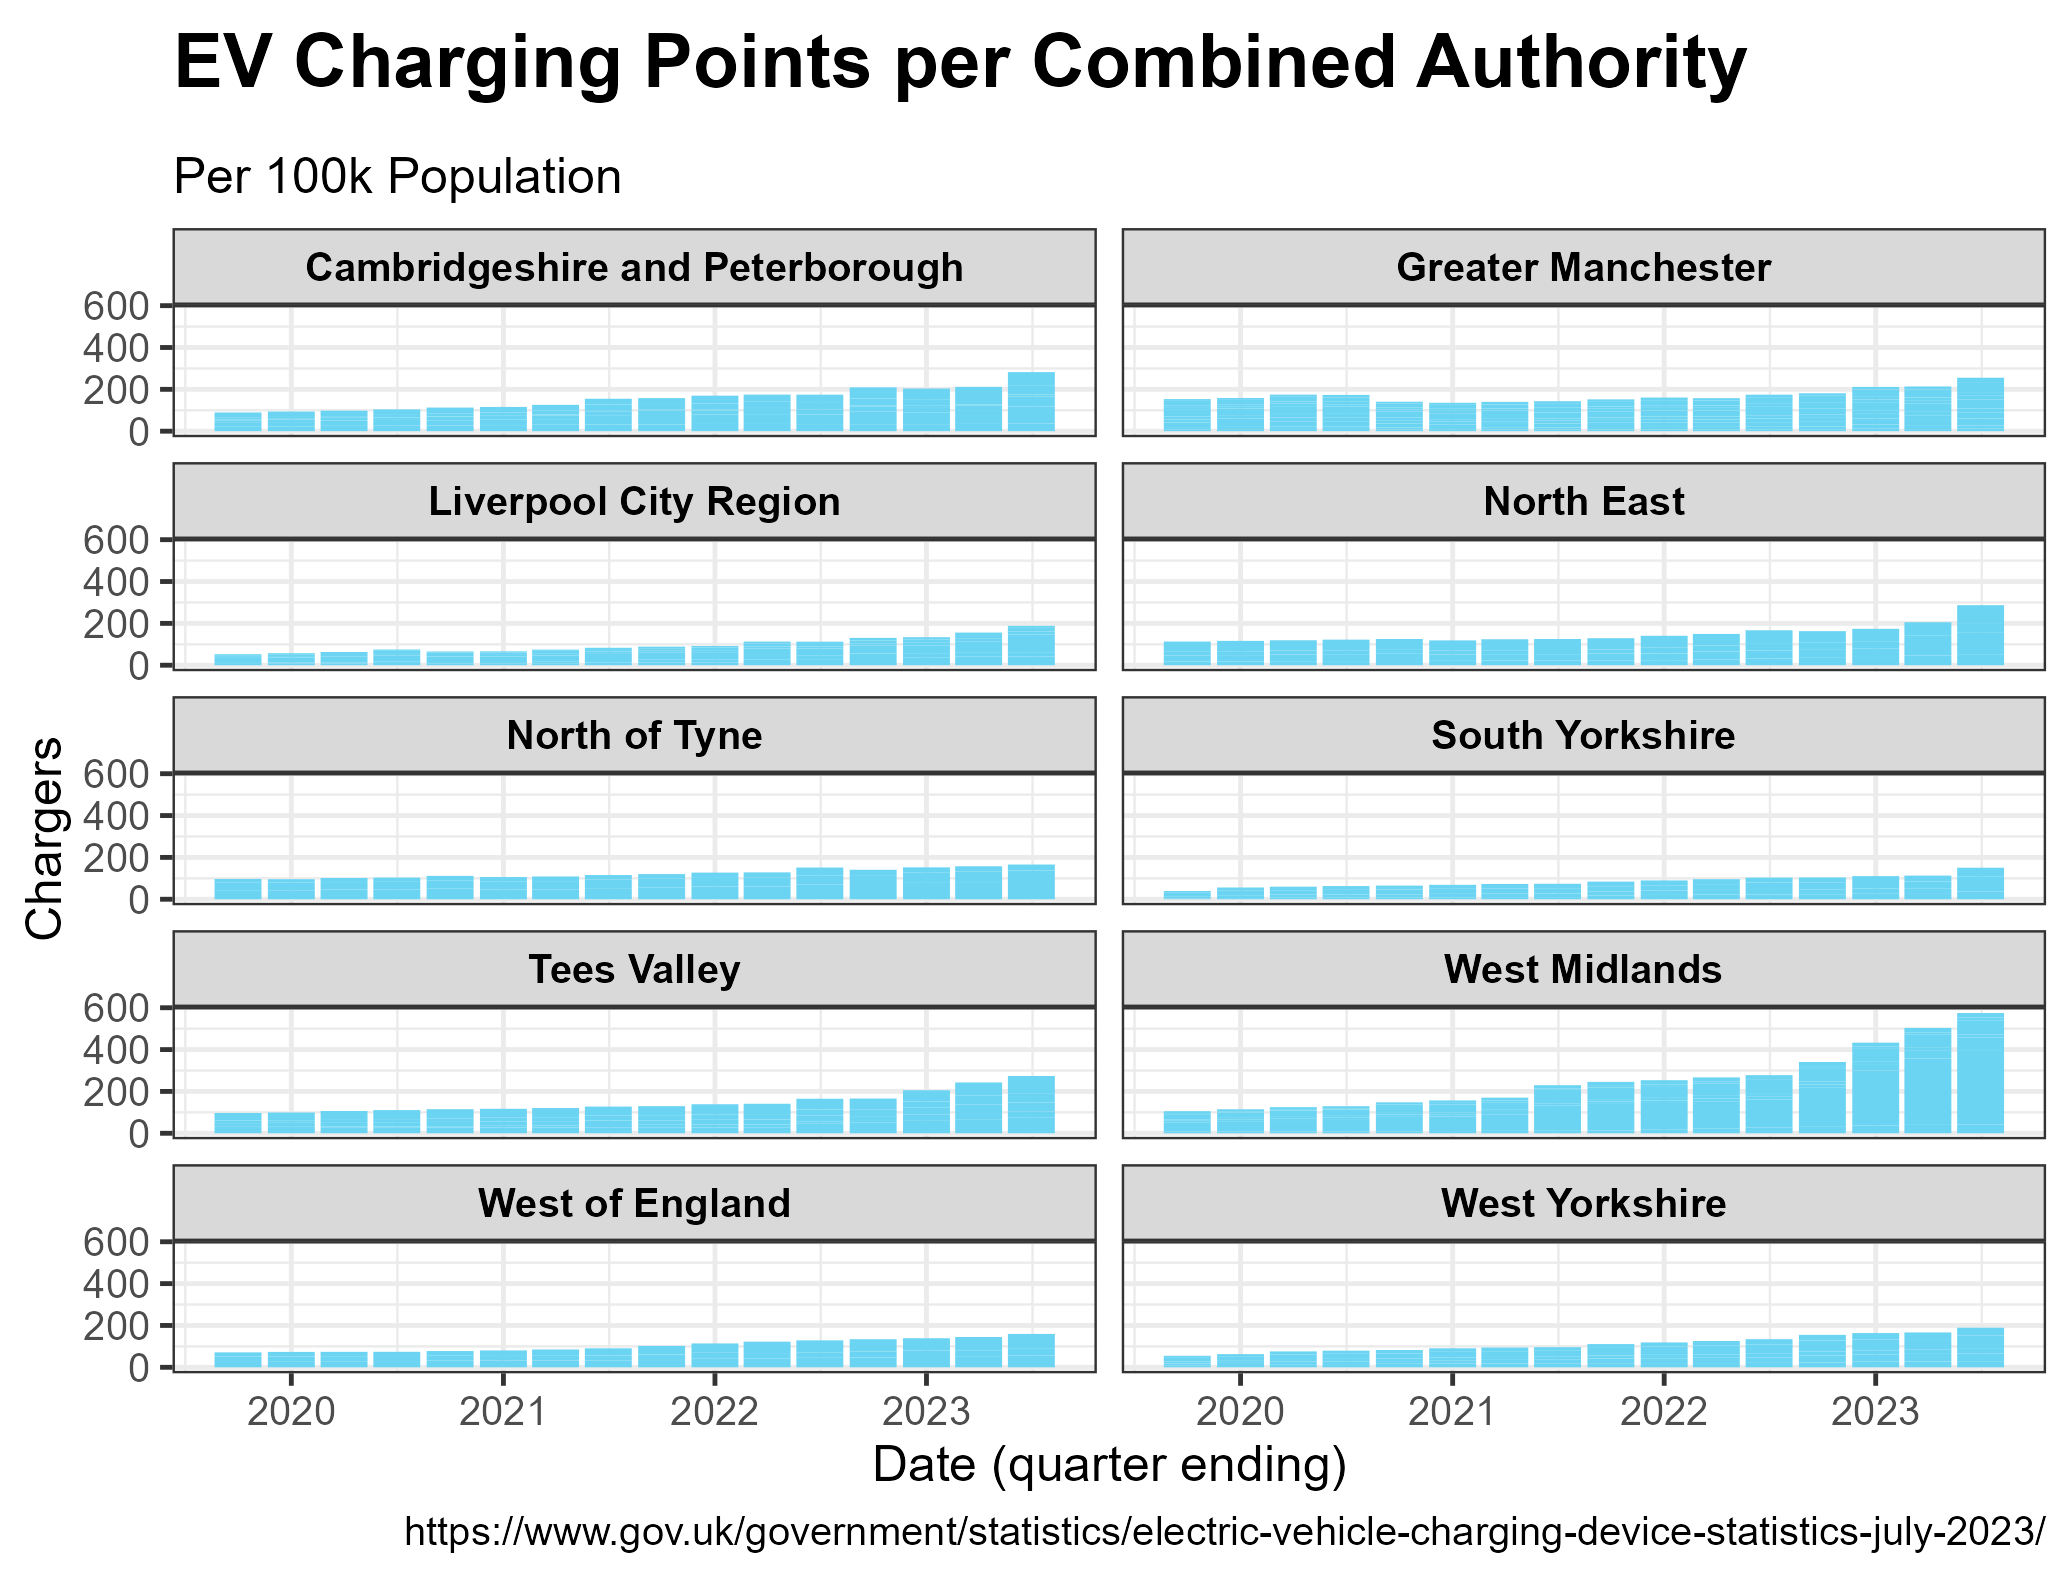 EV Charging Points per Combined Authority
Per 100k Population
Cambridgeshire and Peterborough
Greater Manchester
600
400
200
0
Liverpool City Region
North East
600
400
200
0
North of Tyne
South Yorkshire
600
400
200
0
Tees Valley
West Midlands
600
400
200
0
West of England
West Yorkshire
600
400
200
0
Chargers
2020 2021 2022 2023
2020 2021 2022 2023
Date (quarter ending)
https://www.gov.uk/government/statistics/electric-vehicle-charging-device-statistics-july-2023/